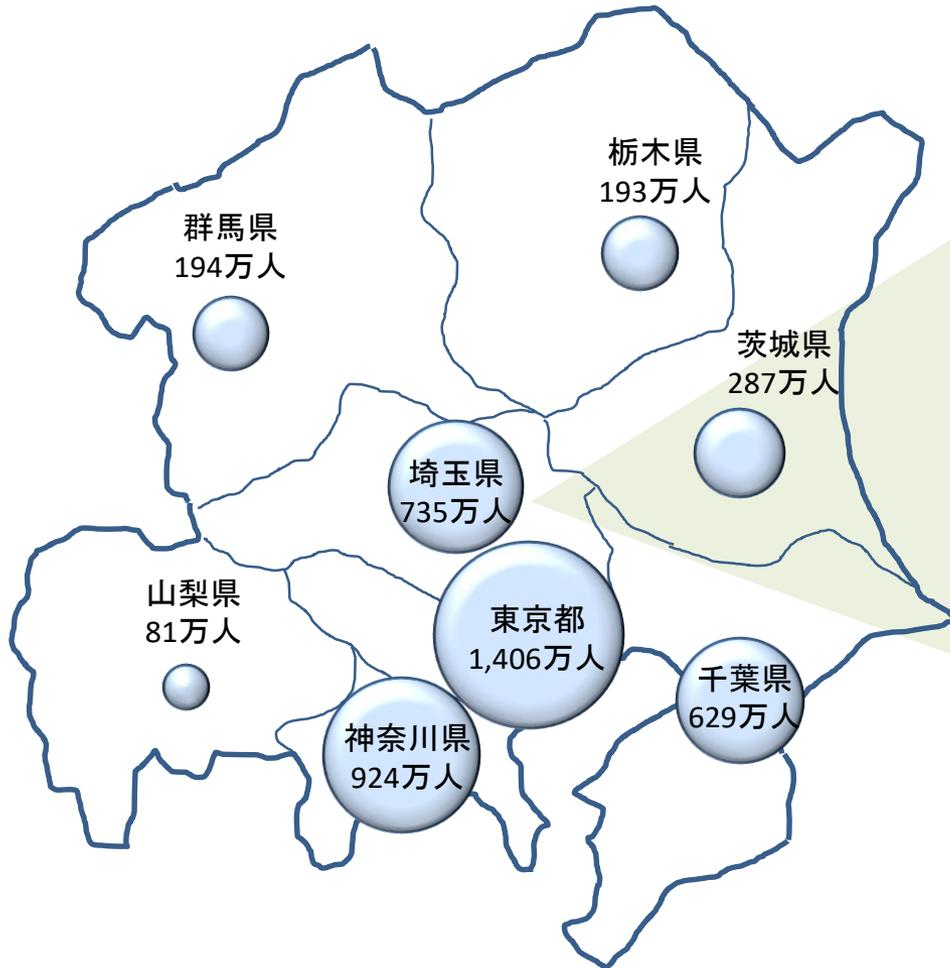 栃木県
193万人
群馬県
194万人
茨城県
287万人
埼玉県
735万人
山梨県
81万人
東京都
1,406万人
千葉県
629万人
神奈川県
924万人